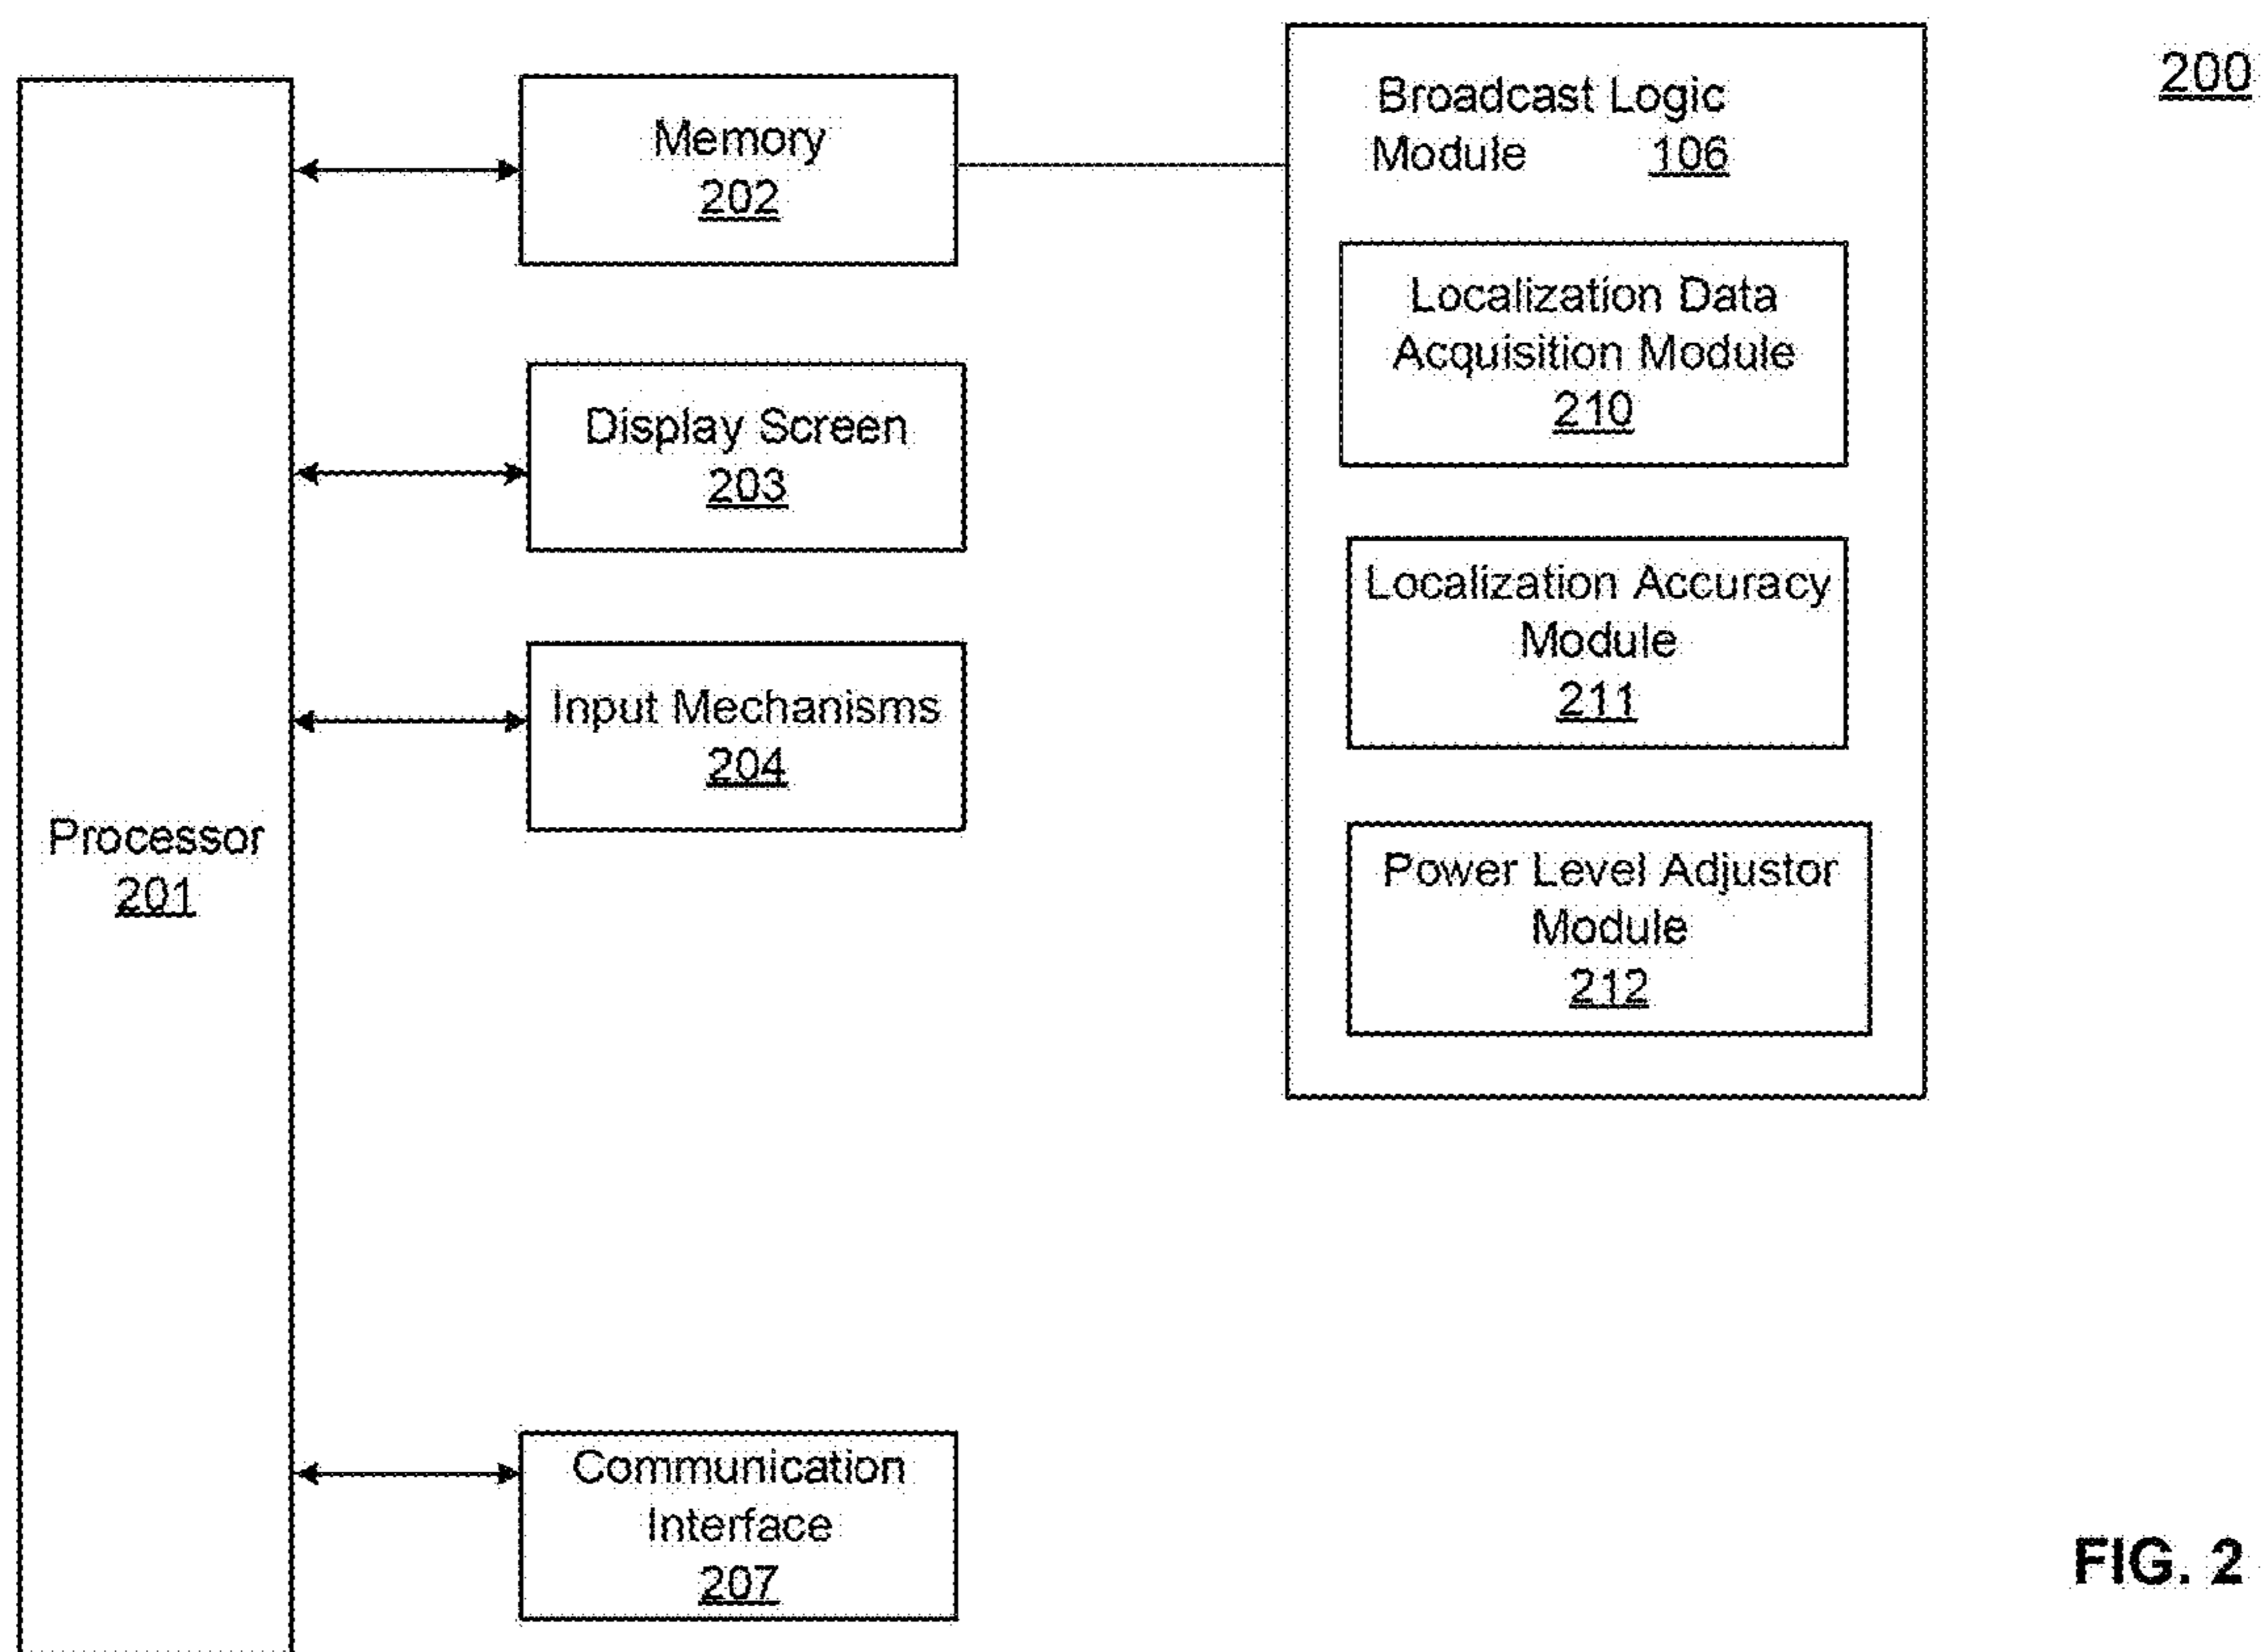 200
Processor
201
Memory
202
Display Screen
203
Input Mechanisms
204
Communication
Interface
207
Broadcast Logic
Module 106
Localization Data
Acquisition Module
210
Localization Accuracy
Module
211
Power Level Adjustor
Module
212
FIG. 2